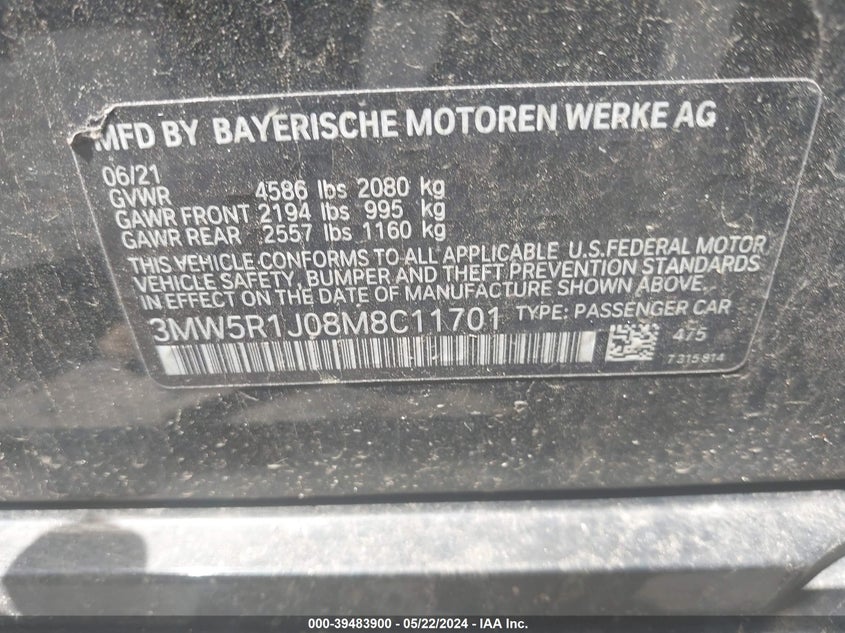 MFD BY BAYERISCHE MOTOREN WERKE AG
06/21
GVWR 4586 lbs 2080 kg
GAWR FRONT 2194 lbs 995 kg
GAWR REAR 2557 lbs 1160 kg
THIS VEHICLE CONFORMS TO ALL APPLICABLE U.S.FEDERAL MOTOR
VEHICLE SAFETY, BUMPER AND THEFT PREVENTION STANDARDS
IN EFFECT ON THE DATE OF MANUFACTURE SHOWN ABOVE.
3MW5R1J08M8C11701 TYPE: PASSENGER CAR
475
7315814
000-39483900 - 05/22/2024 - IAA Inc.